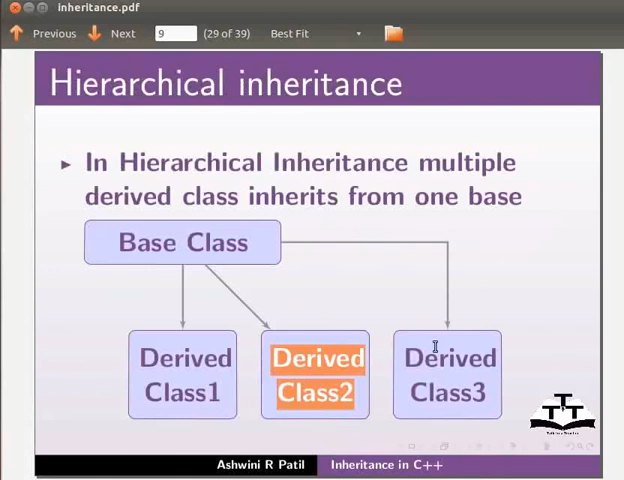 inheritance.pdf
Previous Next 9 (29 of 39) Best Fit
Hierarchical inheritance
In Hierarchical Inheritance multiple
derived class inherits from one base
Base Class
Derived
Class1
Derived
Class2
Derived
Class3
TTT
Ashwini R Patil Inheritance in C++